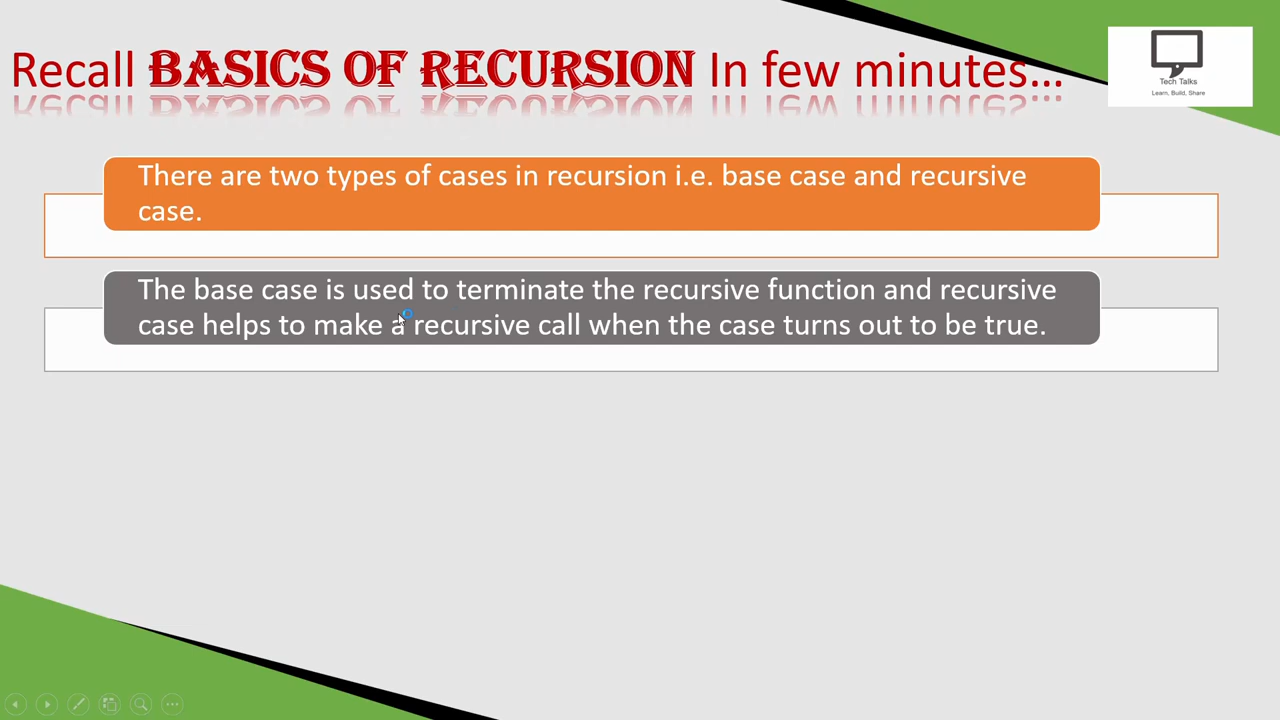 Recall BASICS OF RECURSION In few minutes...
Tech Talks
Learn, Build, Share
There are two types of cases in recursion i.e. base case and recursive
case.
The base case is used to terminate the recursive function and recursive
case helps to make a recursive call when the case turns out to be true.